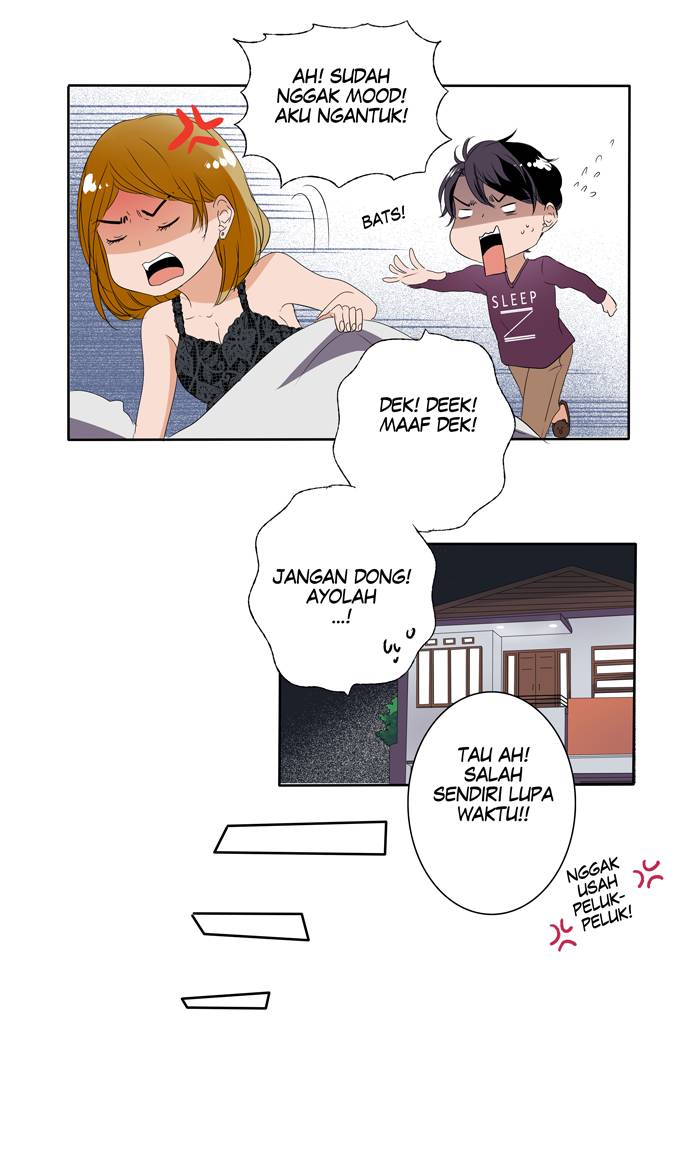 AH! SUDAH
NGGAK MOOD!
AKU NGANTUK!
BATS!
SLEEP
Z
DEK! DEEK!
MAAF DEK!
JANGAN DONG!
AYOLAH
...!
TAU AH!
SALAH
SENDIRI LUPA
WAKTU!!
NGGAK
USAH
PELUK-
PELUK!